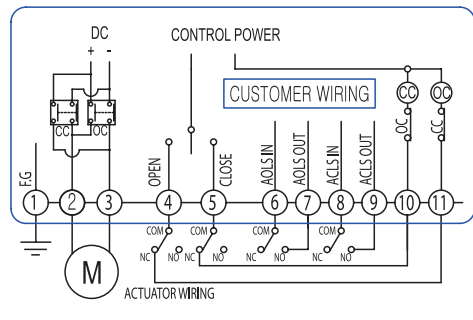 DC
+ -
CONTROL POWER
CUSTOMER WIRING
CC OC
CC OC
OC CC
F.G
OPEN
CLOSE
AOLS IN
AOLS OUT
ACLS IN
ACLS OUT
1 2 3 4 5 6 7 8 9 10 11
COM COM COM COM
NC NO NC NO NC NO NC NO
M
ACTUATOR WIRING